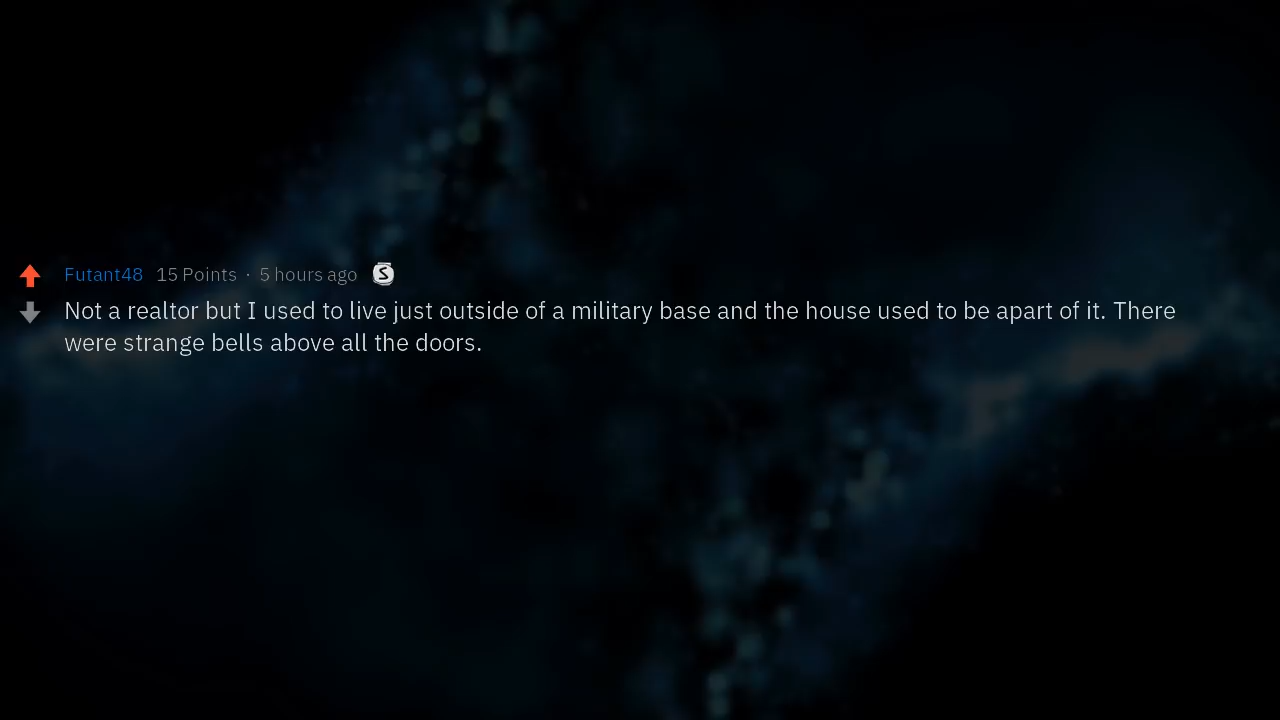 Futant48 15 Points · 5 hours ago S
Not a realtor but I used to live just outside of a military base and the house used to be apart of it. There
were strange bells above all the doors.